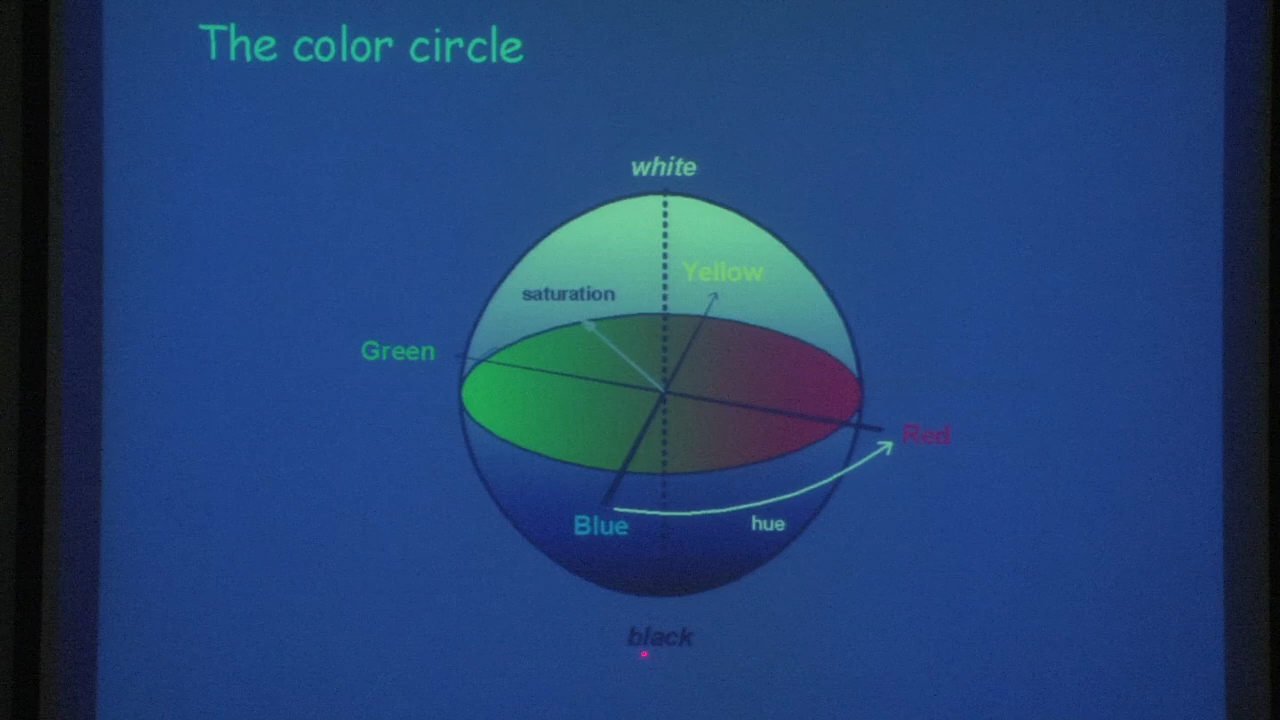 The color circle
white
Yellow
saturation
Green
Red
Blue
hue
black